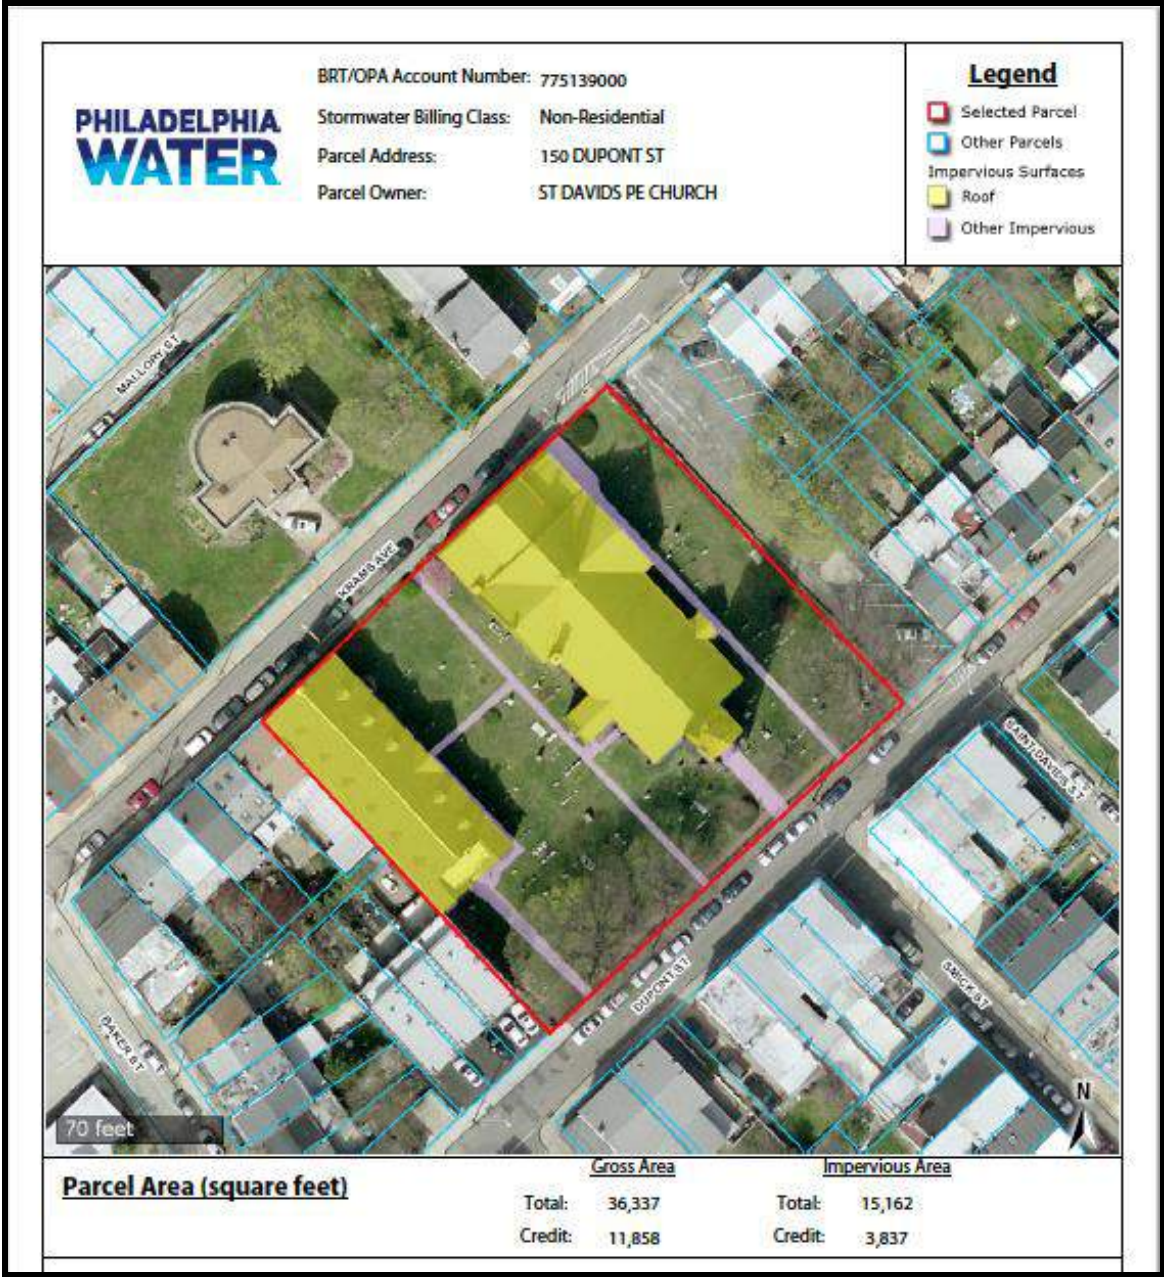 PHILADELPHIA
WATER
BRT/OPA Account Number: 775139000
Stormwater Billing Class: Non-Residential
Parcel Address: 150 DUPONT ST
Parcel Owner: ST DAVIDS PE CHURCH
Legend
Selected Parcel
Other Parcels
Impervious Surfaces
Roof
Other Impervious
MALLORY ST
KRAMS AVE
SAINT DAVIDS ST
SMICK ST
DUPONT ST
BAKER ST
N
70 feet
Parcel Area (square feet)
Gross Area Impervious Area
Total: 36,337 Total: 15,162
Credit: 11,858 Credit: 3,837